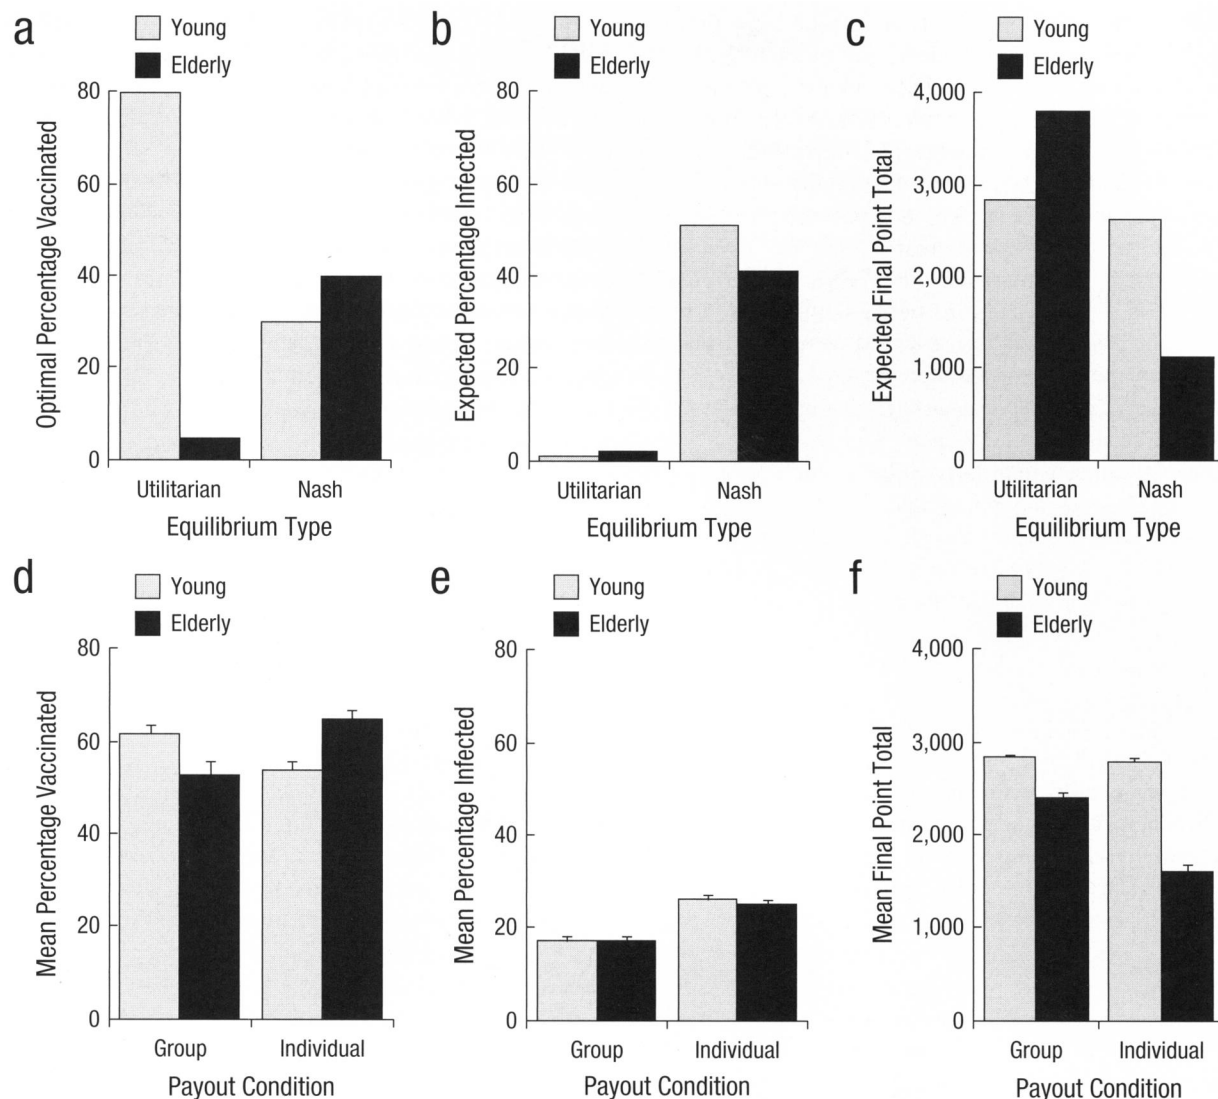 a
Young
Elderly
Optimal Percentage Vaccinated
80
60
40
20
0
Utilitarian
Nash
Equilibrium Type
b
Young
Elderly
Expected Percentage Infected
80
60
40
20
0
Utilitarian
Nash
Equilibrium Type
c
Young
Elderly
Expected Final Point Total
4,000
3,000
2,000
1,000
0
Utilitarian
Nash
Equilibrium Type
d
Young
Elderly
Mean Percentage Vaccinated
80
60
40
20
0
Group
Individual
Payout Condition
e
Young
Elderly
Mean Percentage Infected
80
60
40
20
0
Group
Individual
Payout Condition
f
Young
Elderly
Mean Final Point Total
4,000
3,000
2,000
1,000
0
Group
Individual
Payout Condition